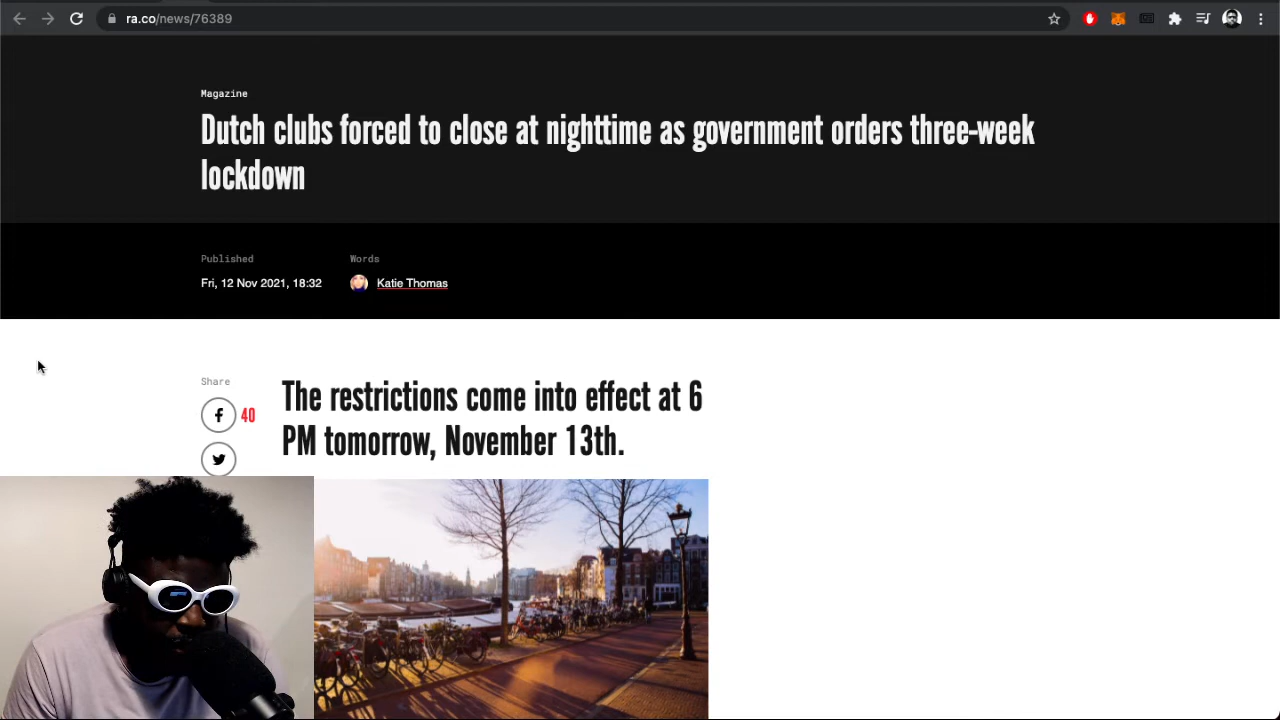 ra.co/news/76389
Magazine
Dutch clubs forced to close at nighttime as government orders three-week
lockdown
Published
Words
Fri, 12 Nov 2021, 18:32
Katie Thomas
Share
40
The restrictions come into effect at 6
PM tomorrow, November 13th.